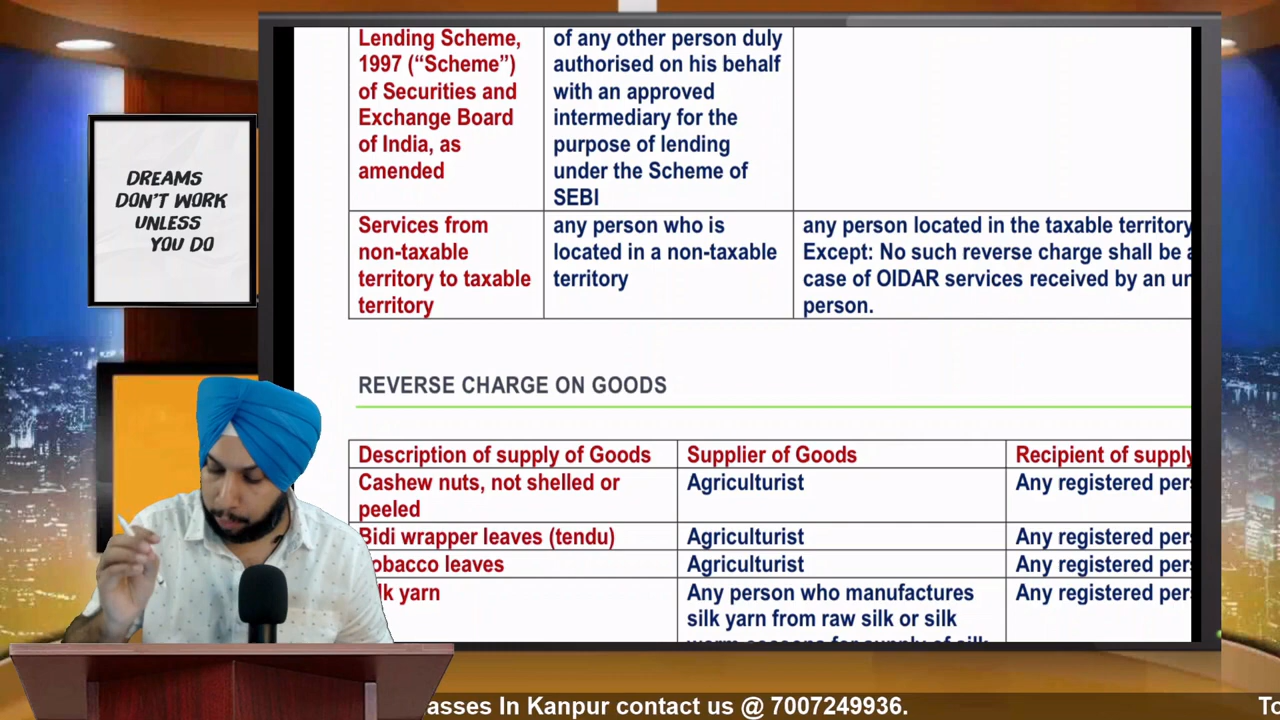 DREAMS
DON'T WORK
UNLESS
YOU DO
Lending Scheme,
1997 (“Scheme”)
of Securities and
Exchange Board
of India, as
amended
of any other person duly
authorised on his behalf
with an approved
intermediary for the
purpose of lending
under the Scheme of
SEBI
Services from
non-taxable
territory to taxable
territory
any person who is
located in a non-taxable
territory
any person located in the taxable territory
Except: No such reverse charge shall be
case of OIDAR services received by an
person.
REVERSE CHARGE ON GOODS
Description of supply of Goods
Supplier of Goods
Recipient of supply
Cashew nuts, not shelled or
peeled
Agriculturist
Any registered
Bidi wrapper leaves (tendu)
Agriculturist
Any registered
leaves
Agriculturist
Any registered
yarn
Any person who manufactures
silk yarn from raw silk or silk
Any registered
In Kanpur contact us @ 7007249936.